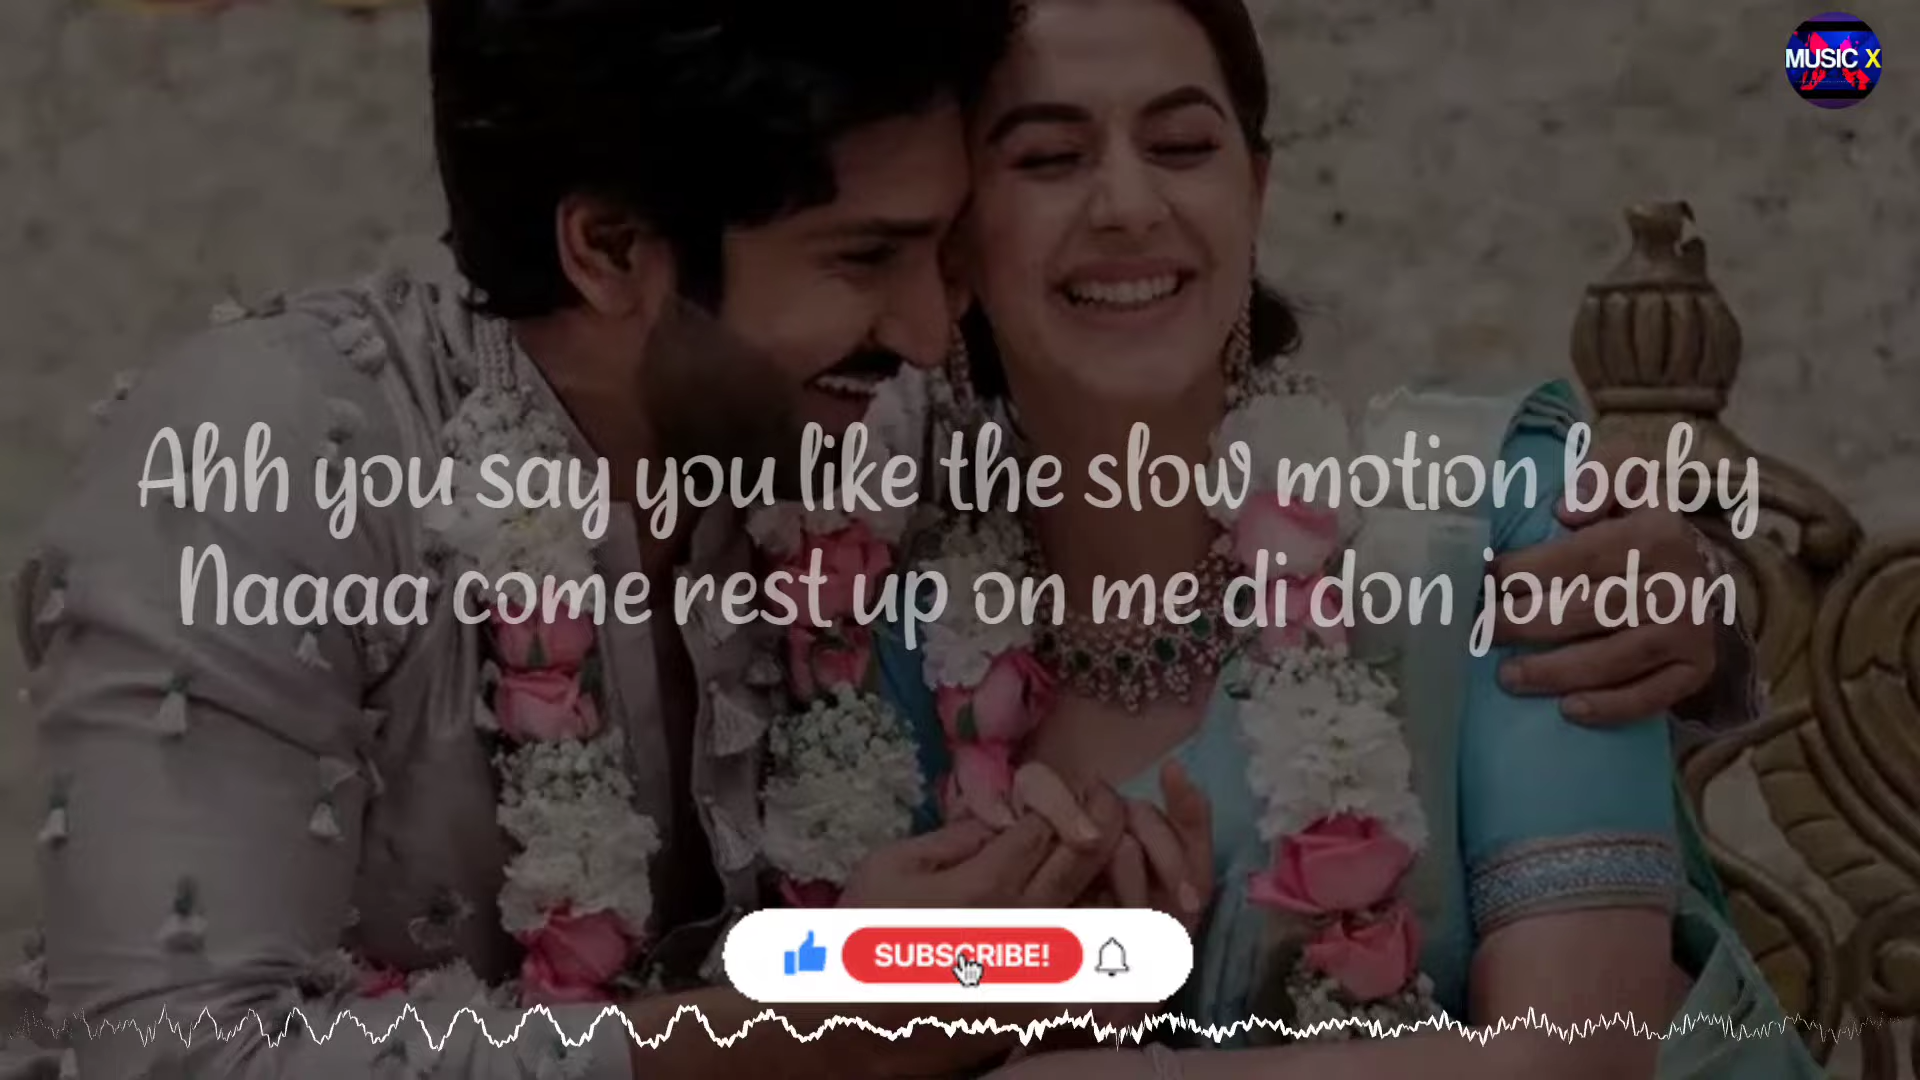 MUSIC X
Ahh you say you like the slow motion baby
Naaaa come rest up on me di don jordon
SUBSCRIBE!